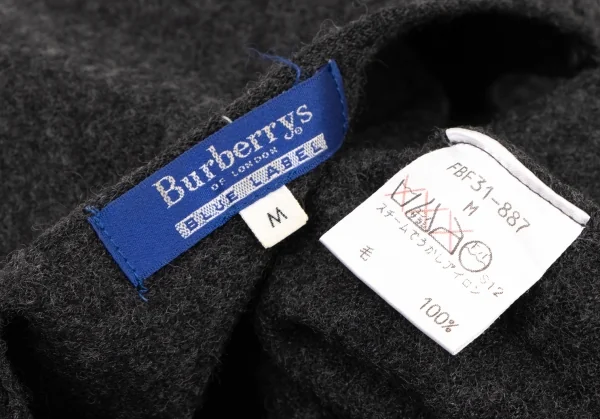 Burberrys®
OF LONDON
BLUE LABEL
M
FBF31-887
M
スチームでうかしアイロン
S12
毛
100%